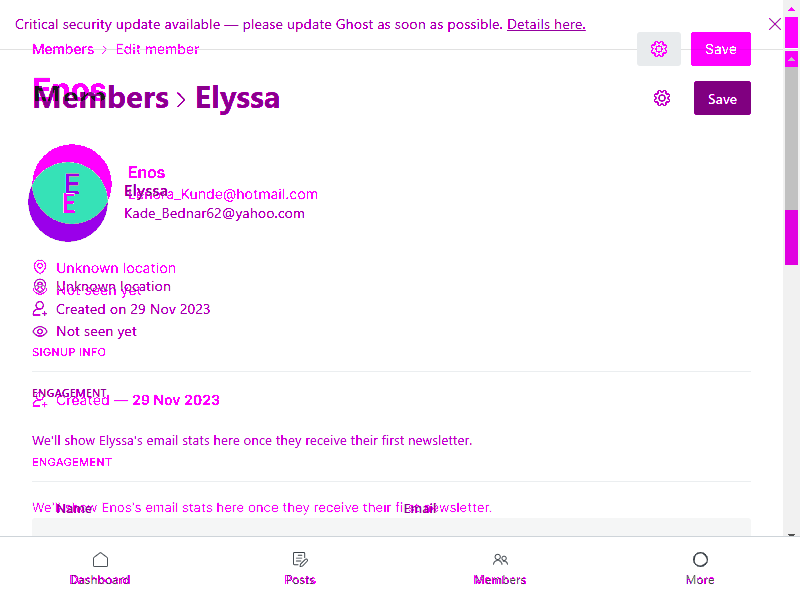 Critical security update available — please update Ghost as soon as possible. Details here.
Members > Edit member
Save
Enos
Members > Elyssa
Save
E
E
Enos
Elyssa
Lenora_Kunde@hotmail.com
Kade_Bednar62@yahoo.com
Unknown location
Unknown location
Not seen yet
Created on 29 Nov 2023
Not seen yet
SIGNUP INFO
ENGAGEMENT
Created — 29 Nov 2023
We'll show Elyssa's email stats here once they receive their first newsletter.
ENGAGEMENT
We'll show Enos's email stats here once they receive their first newsletter.
Name Email
Dashboard Posts Members More